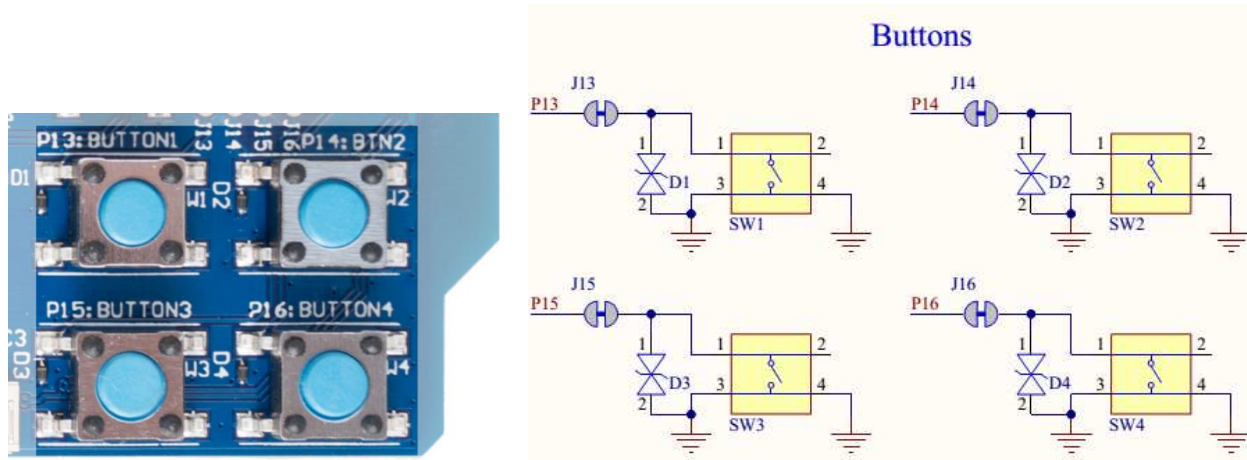 P13:BUTTON1
J13
J14
J15
J16
P14:BTN2
D1
W1
D2
W2
P15:BUTTON3
P16:BUTTON4
C3
D3
W3
D4
W4
Buttons
J13
P13
1
2
1
3
4
D1
2
SW1
J14
P14
1
2
1
3
4
D2
2
SW2
J15
P15
1
2
1
3
4
D3
2
SW3
J16
P16
1
2
1
3
4
D4
2
SW4